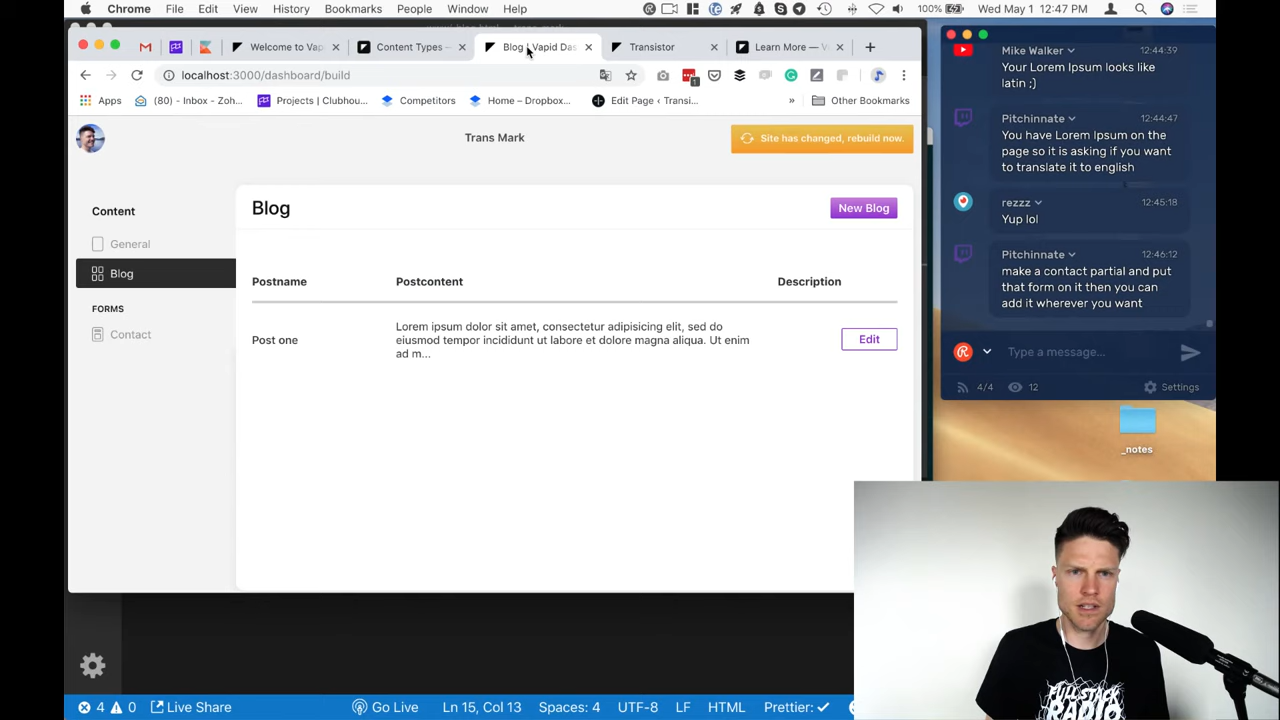 Chrome File Edit View History Bookmarks People Window Help 100% Wed May 1 12:47 PM
Welcome to Vap Content Types — Blog | Vapid Das Transistor Learn More — V
localhost:3000/dashboard/build
Apps (80) - Inbox - Zoh... Projects | Clubhou... Competitors Home – Dropbox... Edit Page ‹ Transi... » Other Bookmarks
Trans Mark
Site has changed, rebuild now.
Content
General
Blog
FORMS
Contact
Blog
New Blog
Postname Postcontent Description
Post one
Lorem ipsum dolor sit amet, consectetur adipisicing elit, sed do
eiusmod tempor incididunt ut labore et dolore magna aliqua. Ut enim
ad m...
Edit
Mike Walker 12:44:39
Your Lorem Ipsum looks like
latin ;)
Pitchinnate 12:44:47
You have Lorem Ipsum on the
page so it is asking if you want
to translate it to english
rezzz 12:45:18
Yup lol
Pitchinnate 12:46:12
make a contact partial and put
that form on it then you can
add it wherever you want
Type a message...
4/4 12 Settings
_notes
FULL STACK
RADIO
4 0 Live Share Go Live Ln 15, Col 13 Spaces: 4 UTF-8 LF HTML Prettier: ✓